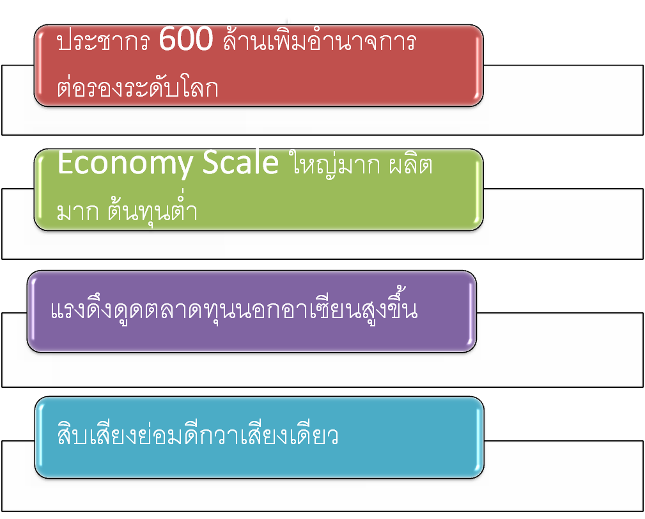 ประชากร 600 ล้านเพิ่มอำนาจการ
ต่อรองระดับโลก
Economy Scale ใหญ่มาก ผลิต
มาก ต้นทุนต่ำ
แรงดึงดูดตลาดทุนนอกอาเซียนสูงขึ้น
สิบเสียงย่อมดีกวาเสียงเดียว